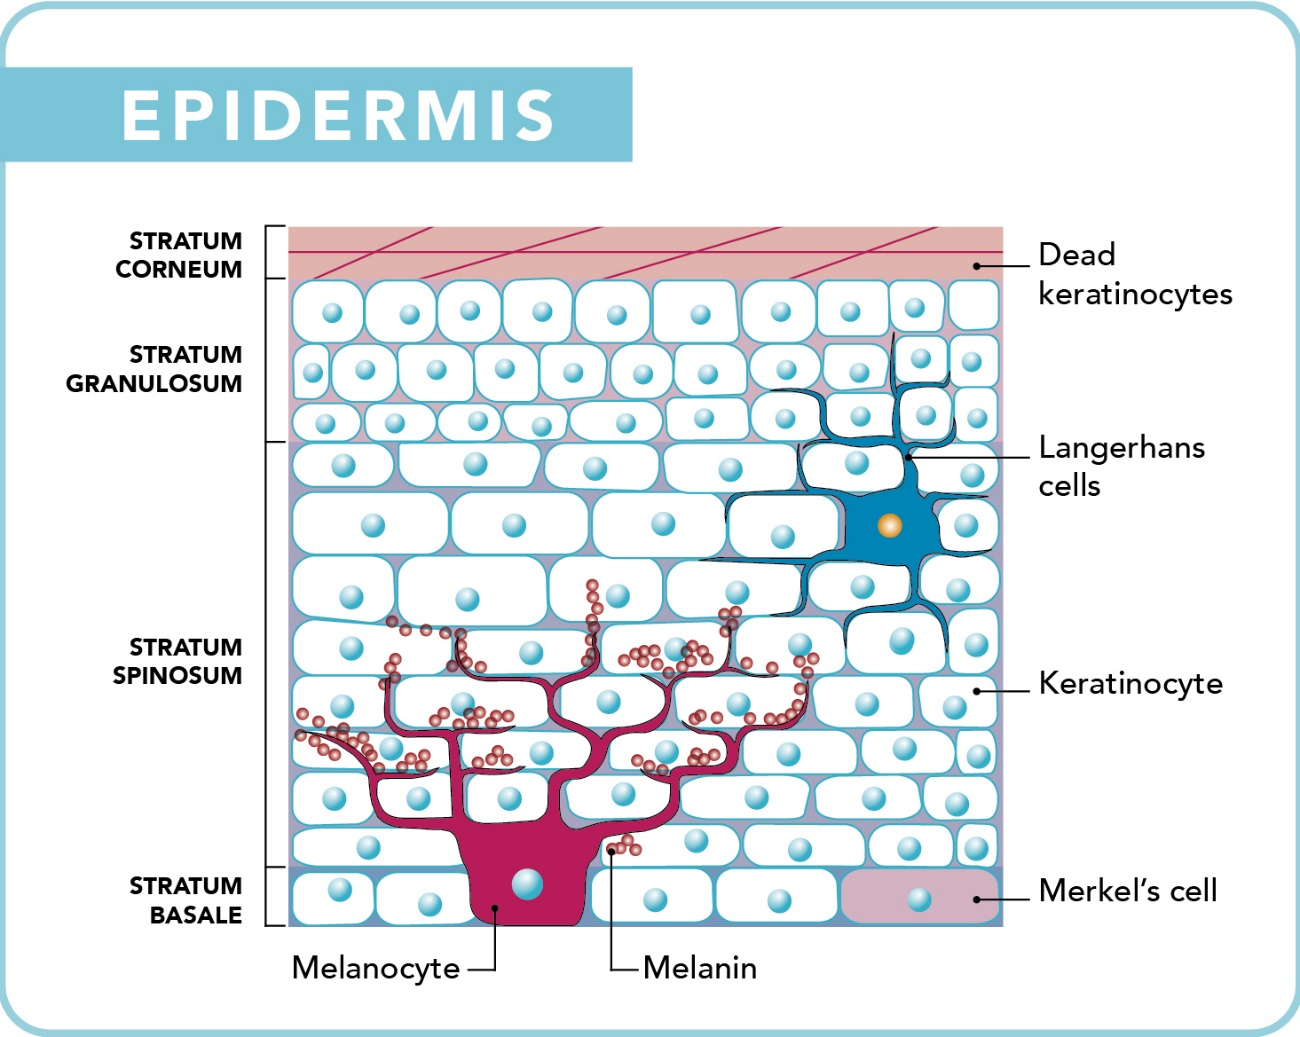 EPIDERMIS
STRATUM
CORNEUM
Dead
keratinocytes
STRATUM
GRANULOSUM
Langerhans
cells
STRATUM
SPINOSUM
Keratinocyte
STRATUM
BASALE
Merkel’s cell
Melanocyte
Melanin